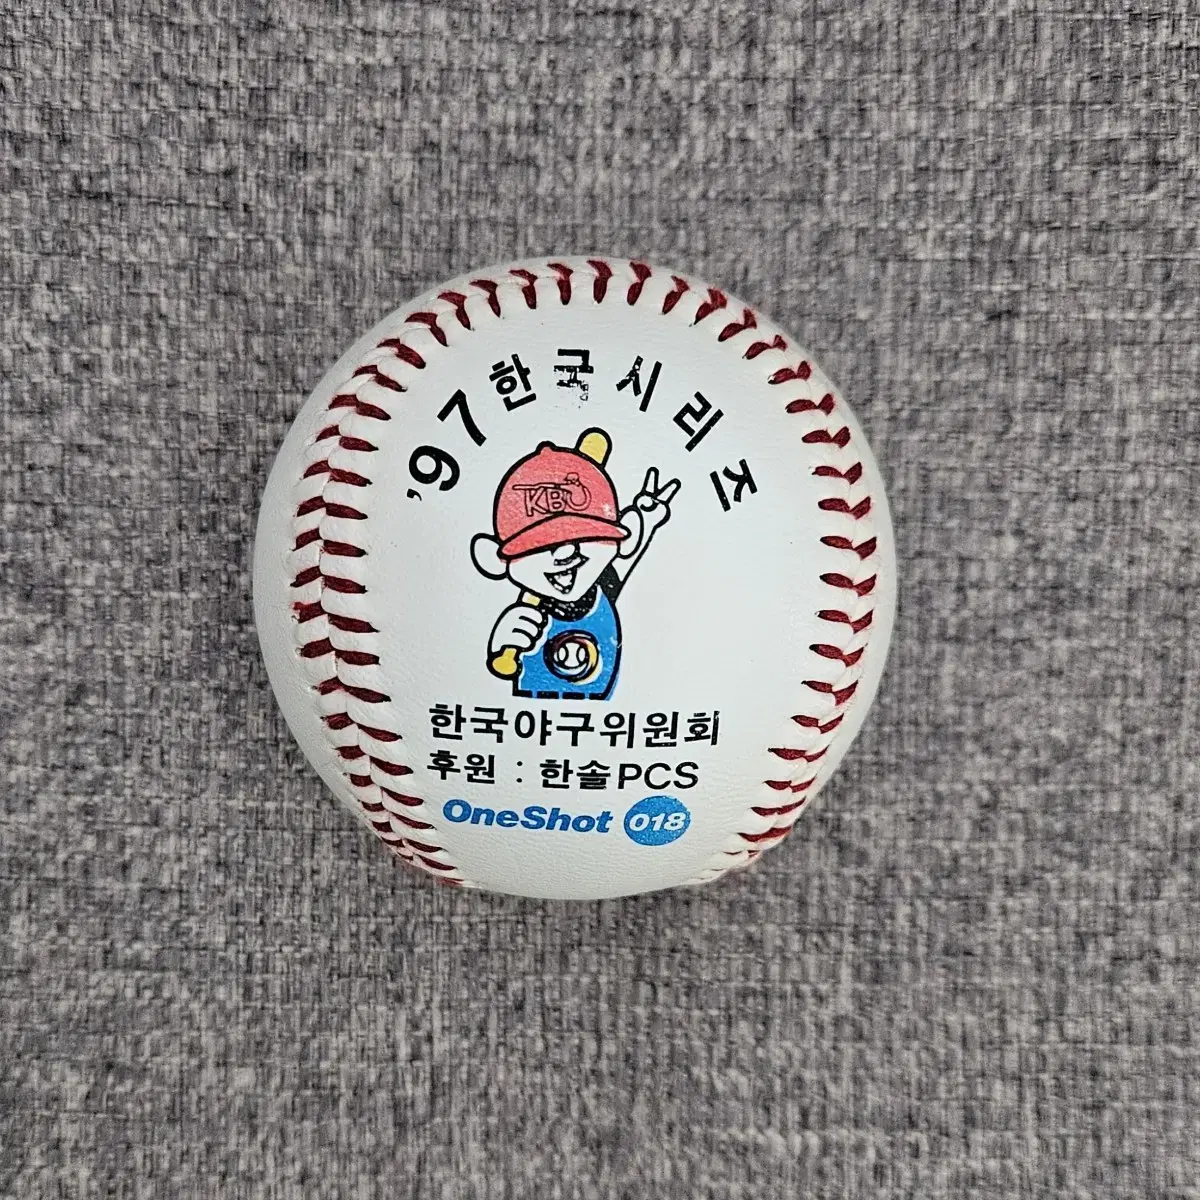 '97 한국시리즈
KBO
한국야구위원회
후원 : 한솔PCS
OneShot 018